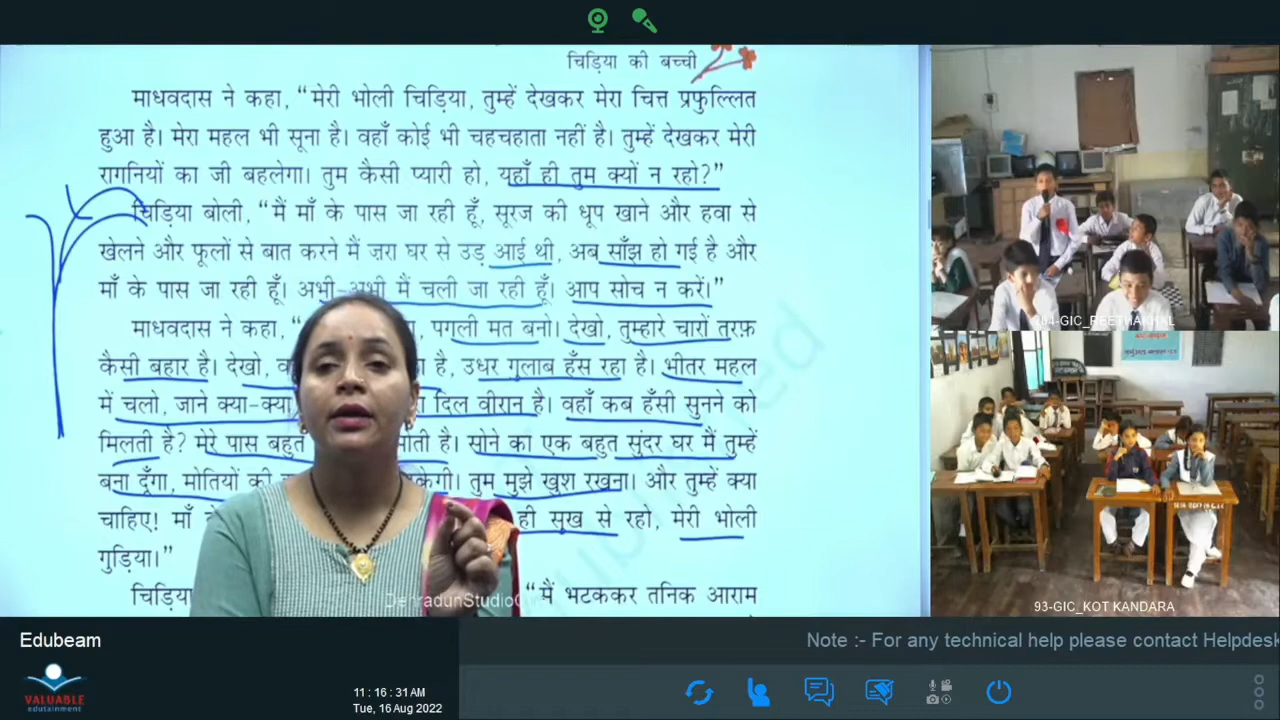 चिड़िया की बच्ची
माधवदास ने कहा, “मेरी भोली चिड़िया, तुम्हें देखकर मेरा चित्त प्रफुल्लित
हुआ है। मेरा महल भी सूना है। वहाँ कोई भी चहचहाता नहीं है। तुम्हें देखकर मेरी
रागनियों का जी बहलेगा। तुम कैसी प्यारी हो, यहाँ ही तुम क्यों न रहो?”
चिड़िया बोली, “मैं माँ के पास जा रही हूँ, सूरज की धूप खाने और हवा से
खेलने और फूलों से बात करने मैं जरा घर से उड़ आई थी, अब साँझ हो गई है और
माँ के पास जा रही हूँ। अभी-अभी मैं चली जा रही हूँ। आप सोच न करें।”
माधवदास ने कहा, “ पगली मत बनो। देखो, तुम्हारे चारों तरफ़
कैसी बहार है। देखो, है, उधर गुलाब हँस रहा है। भीतर महल
में चलो, जाने क्या-क्या दिल वीरान है। वहाँ कब हँसी सुनने को
मिलती है? मेरे पास बहुत मोती है। सोने का एक बहुत सुंदर घर मैं तुम्हें
बना दूँगा, मोतियों की तुम मुझे खुश रखना। और तुम्हें क्या
चाहिए! माँ ही सुख से रहो, मेरी भोली
गुड़िया।”
चिड़िया “मैं भटककर तनिक आराम
93-GIC_KOT KANDARA
Edubeam
Note :- For any technical help please contact Helpdesk
VALUABLE
edutainment
11 : 16 : 31 AM
Tue, 16 Aug 2022